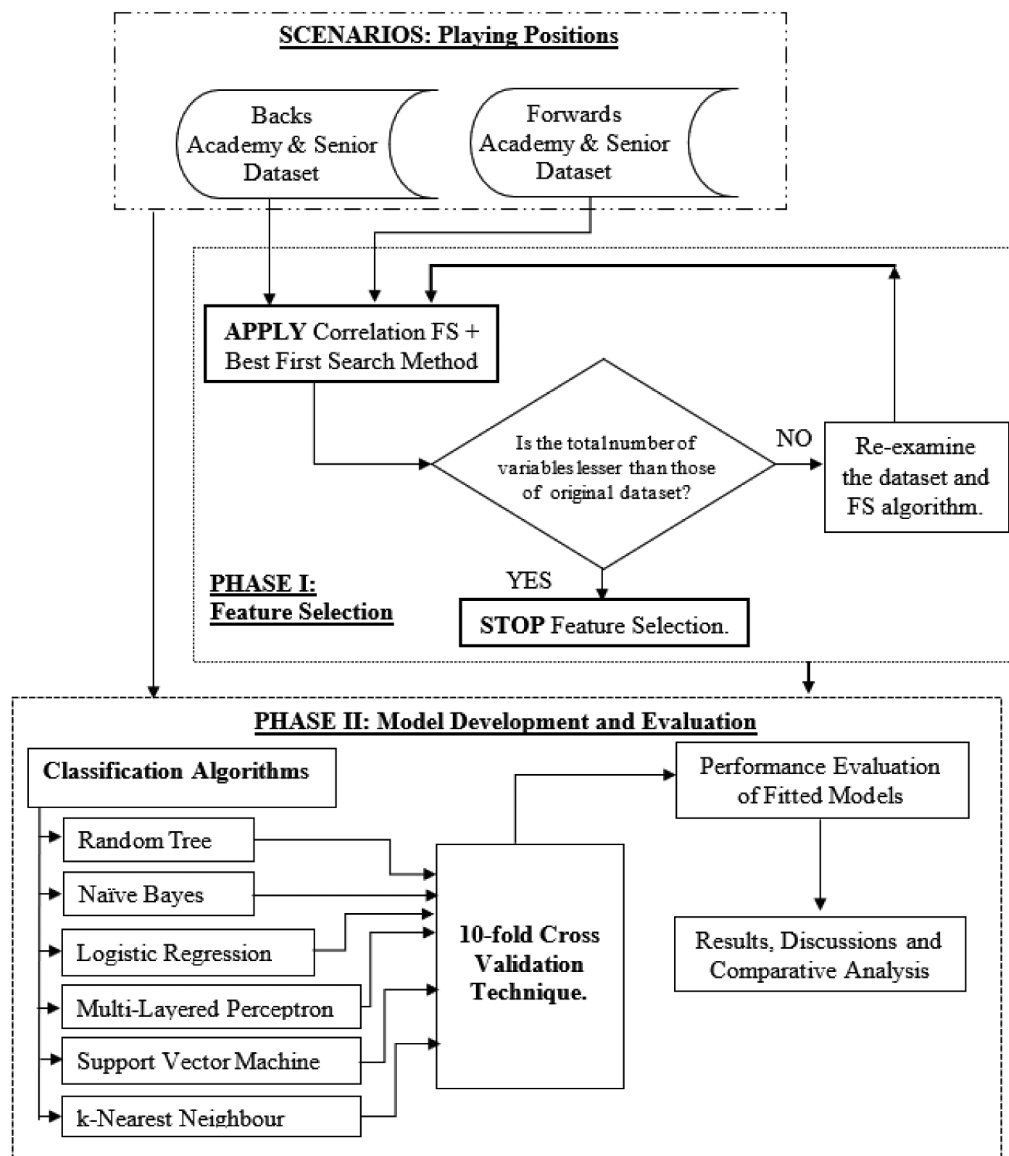 SCENARIOS: Playing Positions
Backs
Academy & Senior
Dataset
Forwards
Academy & Senior
Dataset
APPLY Correlation FS +
Best First Search Method
Is the total number of
variables lesser than those
of original dataset?
NO
Re-examine
the dataset and
FS algorithm.
YES
PHASE I:
Feature Selection
STOP Feature Selection.
PHASE II: Model Development and Evaluation
Classification Algorithms
Random Tree
Naïve Bayes
Logistic Regression
Multi-Layered Perceptron
Support Vector Machine
k-Nearest Neighbour
10-fold Cross
Validation
Technique.
Performance Evaluation
of Fitted Models
Results, Discussions and
Comparative Analysis